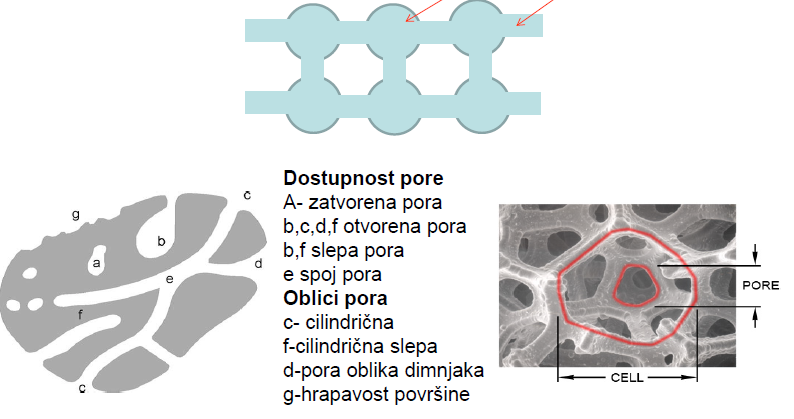 Dostupnost pore
A- zatvorena pora
b,c,d,f otvorena pora
b,f slepa pora
e spoj pora
Oblici pora
c- cilindrična
f-cilindrična slepa
d-pora oblika dimnjaka
g-hrapavost površine
g
č
b
a
d
e
f
ç
PORE
CELL